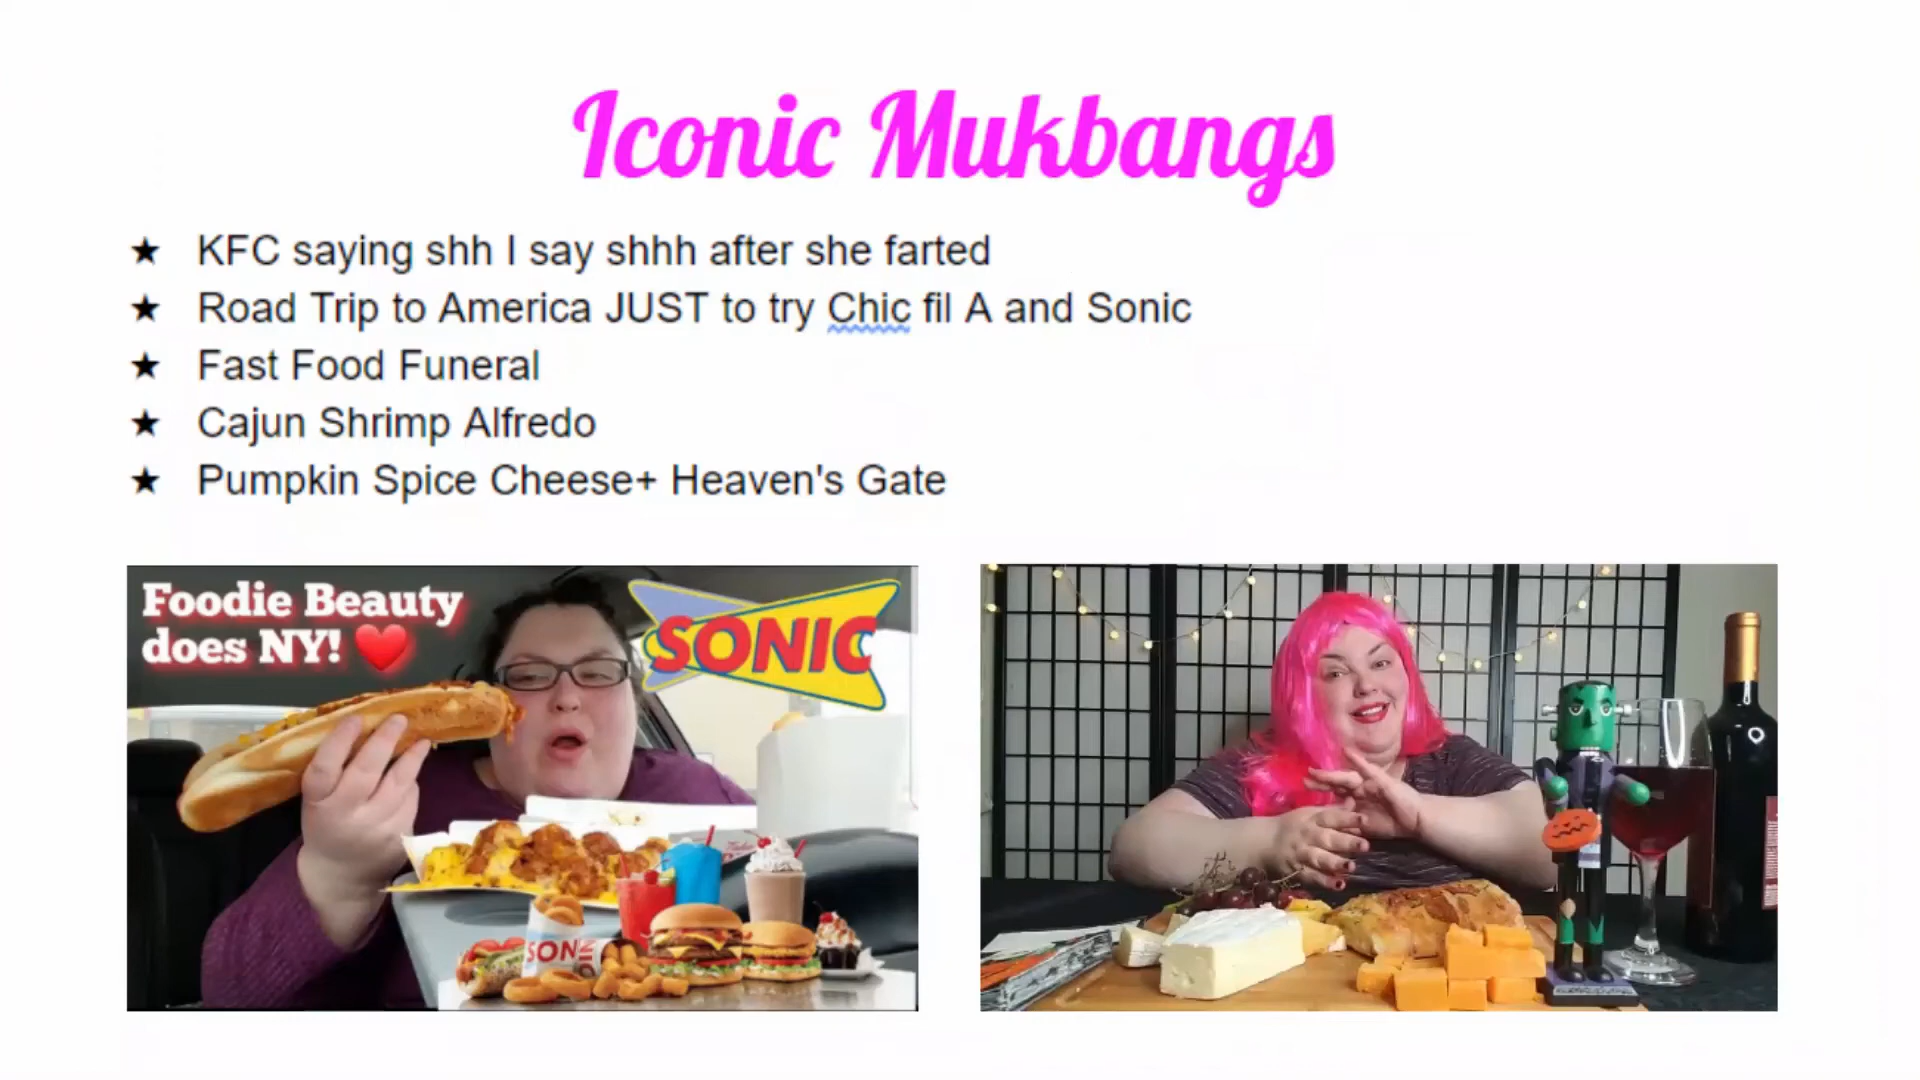 Iconic Mukbangs
★ KFC saying shh I say shhh after she farted
★ Road Trip to America JUST to try Chic fil A and Sonic
★ Fast Food Funeral
★ Cajun Shrimp Alfredo
★ Pumpkin Spice Cheese+ Heaven's Gate
Foodie Beauty
does NY! ❤️
SONIC
SONIC